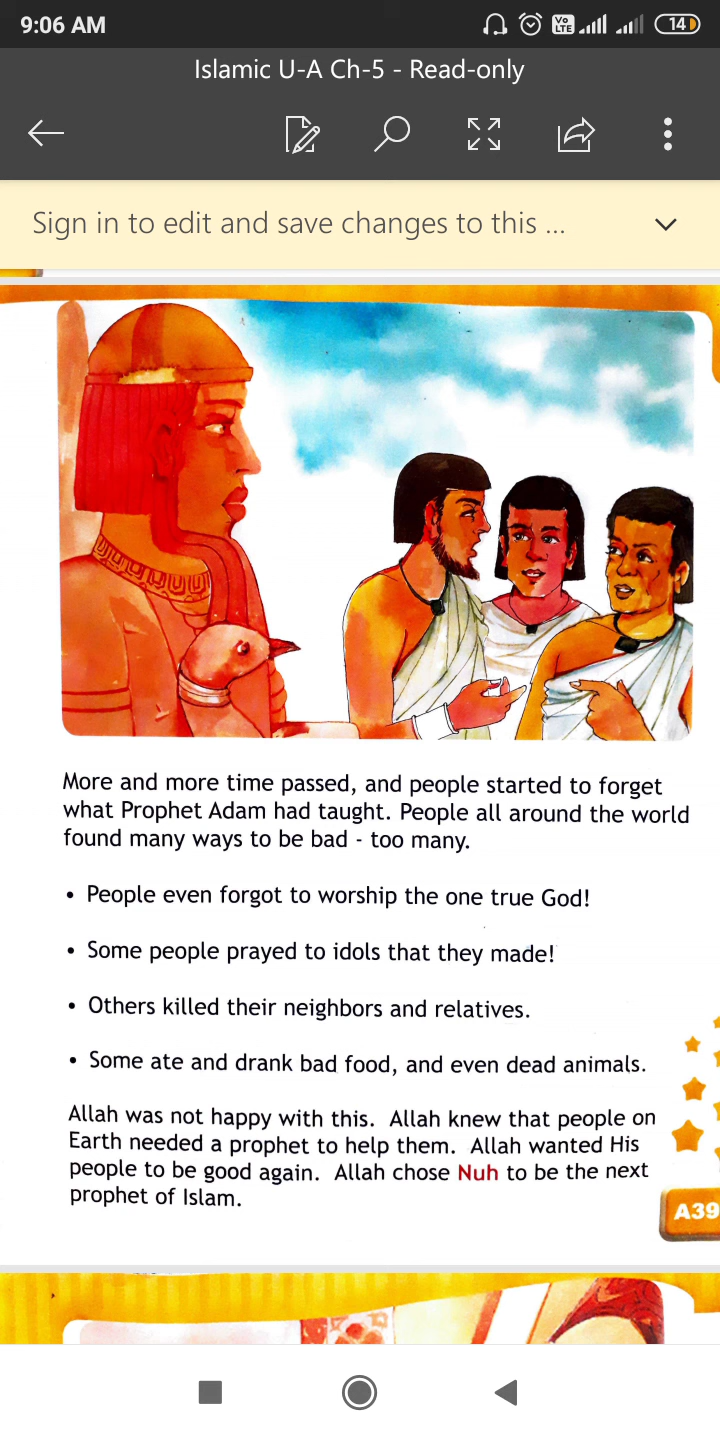 9:06 AM
Vo
LTE
14
Islamic U-A Ch-5 - Read-only
Sign in to edit and save changes to this ...
More and more time passed, and people started to forget
what Prophet Adam had taught. People all around the world
found many ways to be bad - too many.
• People even forgot to worship the one true God!
• Some people prayed to idols that they made!
• Others killed their neighbors and relatives.
• Some ate and drank bad food, and even dead animals.
Allah was not happy with this. Allah knew that people on
Earth needed a prophet to help them. Allah wanted His
people to be good again. Allah chose Nuh to be the next
prophet of Islam.
A39